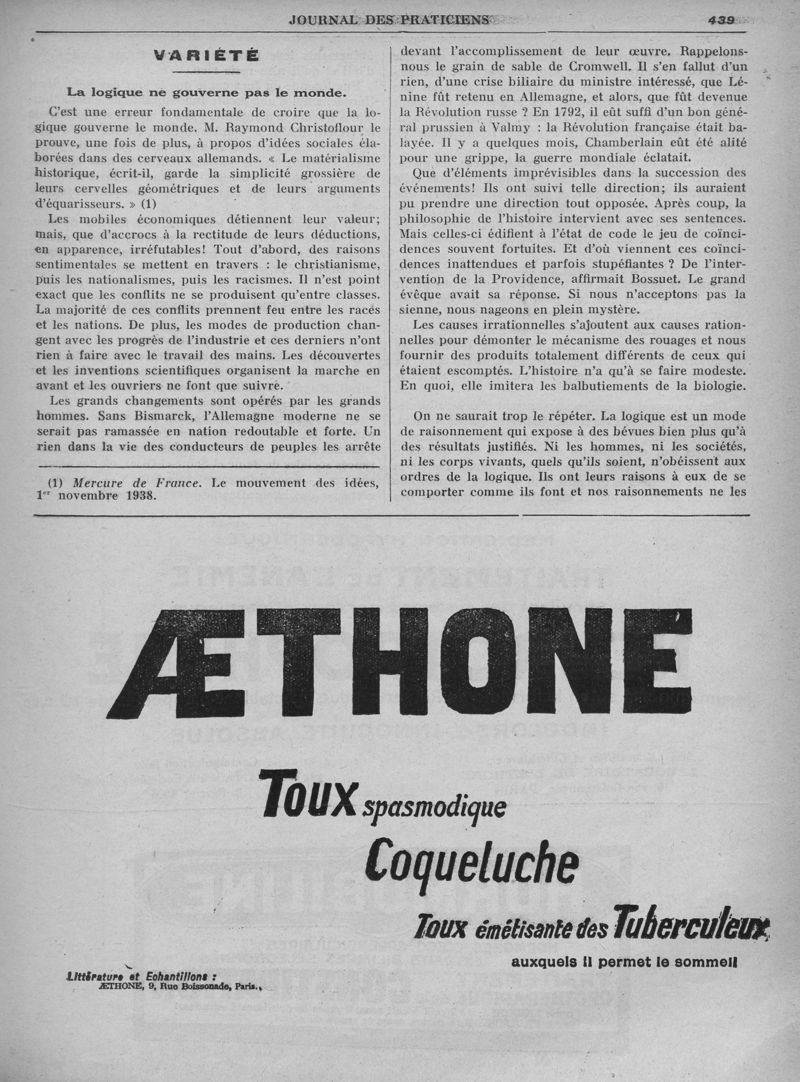 JOURNAL DES PRATICIENS 439
VARIÉTÉ
La logique ne gouverne pas le monde.
C'est une erreur fondamentale de croire que la lo-
gique gouverne le monde. M. Raymond Christoflour le
prouve, une fois de plus, à propos d'idées sociales éla-
borées dans des cerveaux allemands. « Le matérialisme
historique, écrit-il, garde la simplicité grossière de
leurs cervelles géométriques et de leurs arguments
d'équarisseurs. » (1)
Les mobiles économiques détiennent leur valeur;
mais, que d'accrocs à la rectitude de leurs déductions,
en apparence, irréfutables! Tout d'abord, des raisons
sentimentales se mettent en travers : le christianisme,
puis les nationalismes, puis les racismes. Il n'est point
exact que les conflits ne se produisent qu'entre classes.
La majorité de ces conflits prennent feu entre les racés
et les nations. De plus, les modes de production chan-
gent avec les progrès de l'industrie et ces derniers n'ont
rien à faire avec le travail des mains. Les découvertes
et les inventions scientifiques organisent la marche en
avant et les ouvriers ne font que suivre.
Les grands changements sont opérés par les grands
hommes. Sans Bismarck, l'Allemagne moderne ne se
serait pas ramassée en nation redoutable et forte. Un
rien dans la vie des conducteurs de peuples les arrête
(1) Mercure de France. Le mouvement des idées,
1er novembre 1938.
devant l'accomplissement de leur œuvre. Rappelons-
nous le grain de sable de Cromwell. Il s'en fallut d'un
rien, d'une crise biliaire du ministre intéressé, que Lé-
nine fût retenu en Allemagne, et alors, que fût devenue
la Révolution russe ? En 1792, il eût suffi d'un bon géné-
ral prussien à Valmy : la Révolution française était ba-
layée. Il y a quelques mois, Chamberlain eût été alité
pour une grippe, la guerre mondiale éclatait.
Que d'éléments imprévisibles dans la succession des
événements! Ils ont suivi telle direction; ils auraient
pu prendre une direction tout opposée. Après coup, la
philosophie de l'histoire intervient avec ses sentences.
Mais celles-ci édifient à l'état de code le jeu de coïnci-
dences souvent fortuites. Et d'où viennent ces coïnci-
dences inattendues et parfois stupéfiantes ? De l'inter-
vention de la Providence, affirmait Bossuet. Le grand
évêque avait sa réponse. Si nous n'acceptons pas la
sienne, nous nageons en plein mystère.
Les causes irrationnelles s'ajoutent aux causes ration-
nelles pour démonter le mécanisme des rouages et nous
fournir des produits totalement différents de ceux qui
étaient escomptés. L'histoire n'a qu'à se faire modeste.
En quoi, elle imitera les balbutiements de la biologie.
On ne saurait trop le répéter. La logique est un mode
de raisonnement qui expose à des bévues bien plus qu'à
des résultats justifiés. Ni les hommes, ni les sociétés,
ni les corps vivants, quels qu'ils soient, n'obéissent aux
ordres de la logique. Ils ont leurs raisons à eux de se
comporter comme ils font et nos raisonnements ne les
ÆTHONE
Toux spasmodique
Coqueluche
Toux émétisante des Tuberculeux
auxquels il permet le sommeil
Littérature et Echantillons :
ÆTHONE, 9, Rue Boissonade, Paris.